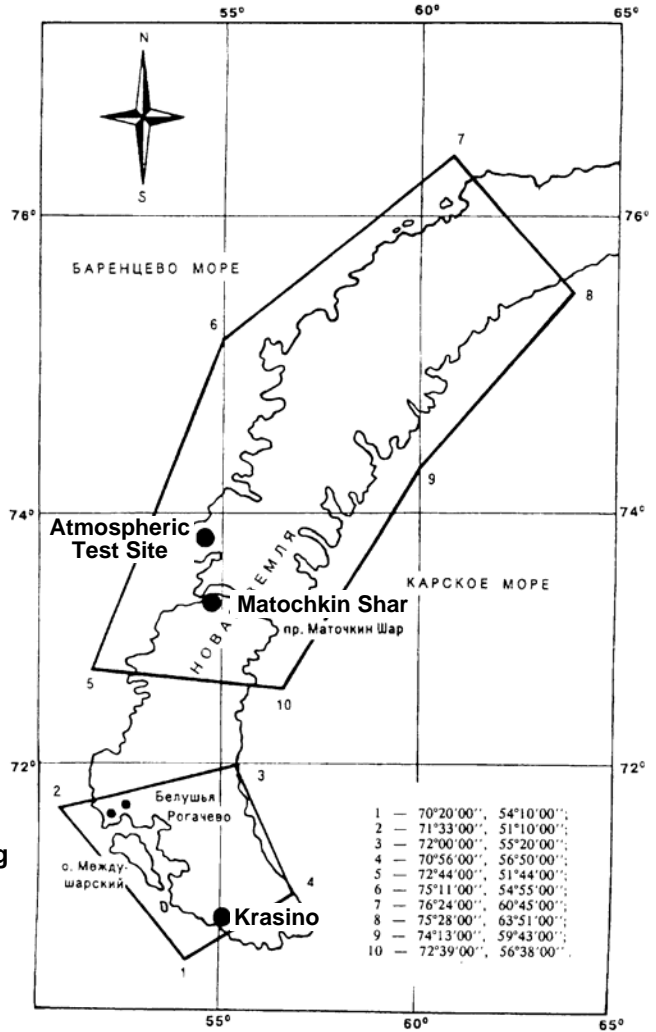 55° 60° 65
N
S
7
76° 76°
БАРЕНЦЕВО МОРЕ
8
6
9
74° 74°
Atmospheric
Test Site
НОВАЯ ЗЕМЛЯ
КАРСКОЕ МОРЕ
Matochkin Shar
пр. Маточкин Шар
5
10
72° 72°
3
2
Белушья
Рогачево
g
о. Между-
шарский
4
Krasino
1
1 — 70°20'00'', 54°10'00'';
2 — 71°33'00'', 51°10'00'';
3 — 72°00'00'', 55°20'00'';
4 — 70°56'00'', 56°50'00'';
5 — 72°44'00'', 51°44'00'';
6 — 75°11'00'', 54°55'00'';
7 — 76°24'00'', 60°45'00'';
8 — 75°28'00'', 63°51'00'';
9 — 74°13'00'', 59°43'00'';
10 — 72°39'00'', 56°38'00''.
55° 60° 65°